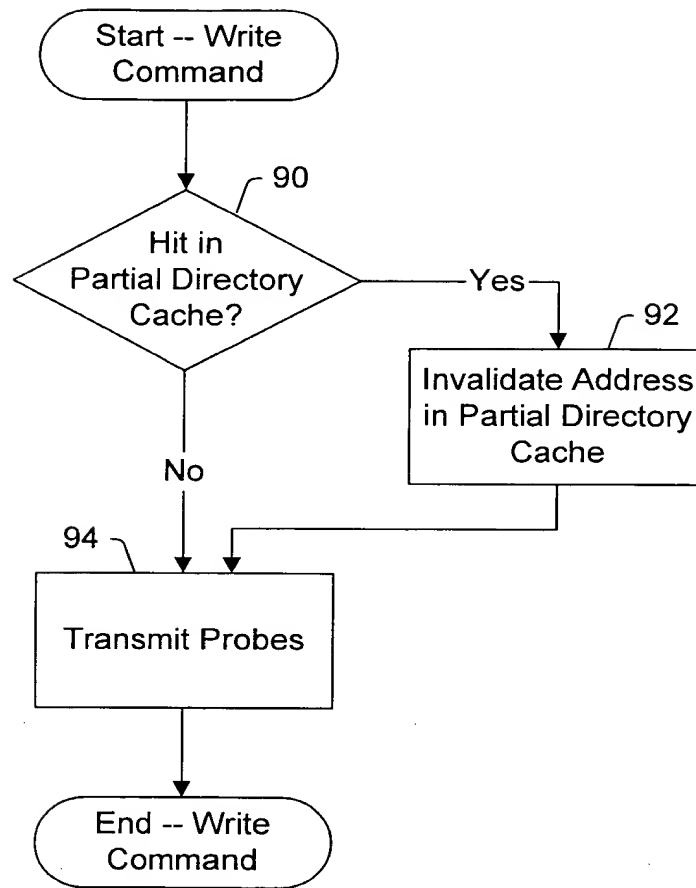 Start -- Write
Command
90
Hit in
Partial Directory
Cache?
Yes
92
Invalidate Address
in Partial Directory
Cache
No
94
Transmit Probes
End -- Write
Command